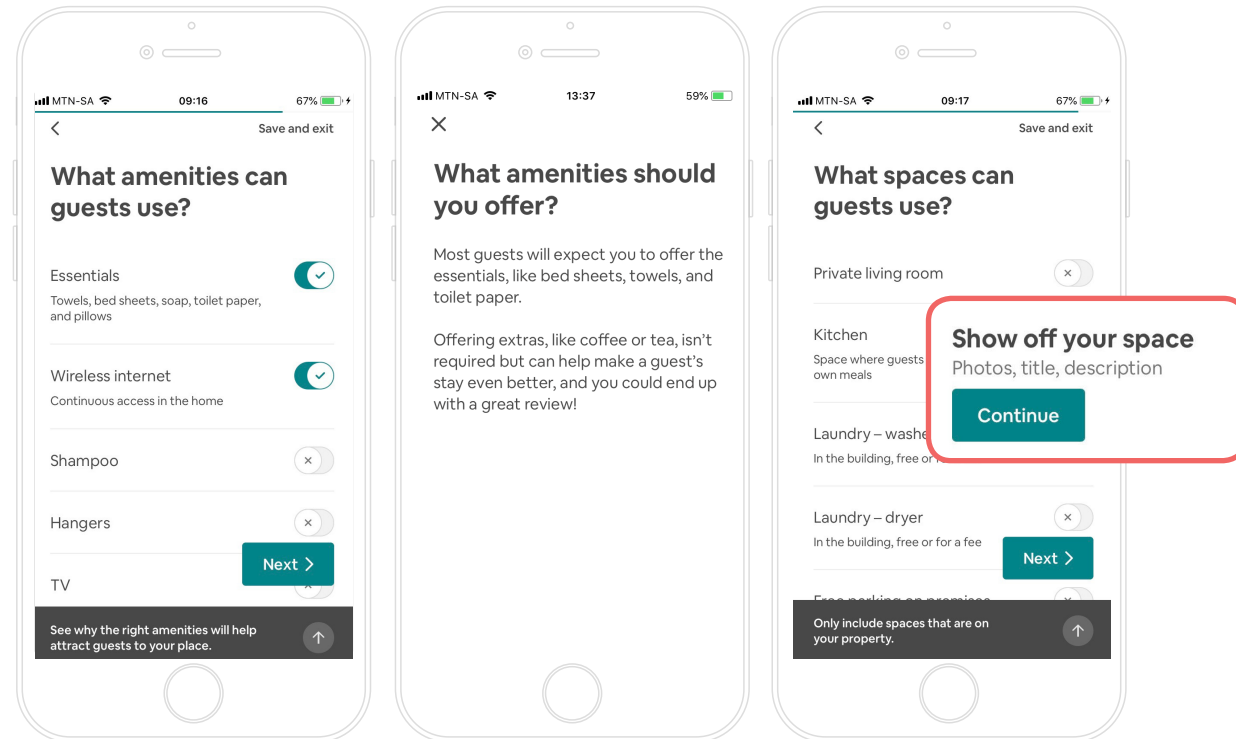 MTN-SA 09:16 67%
Save and exit
What amenities can
guests use?
Essentials
Towels, bed sheets, soap, toilet paper,
and pillows
Wireless internet
Continuous access in the home
Shampoo
Hangers
Next
TV
See why the right amenities will help
attract guests to your place.
MTN-SA 13:37 59%
What amenities should
you offer?
Most guests will expect you to offer the
essentials, like bed sheets, towels, and
toilet paper.
Offering extras, like coffee or tea, isn't
required but can help make a guest's
stay even better, and you could end up
with a great review!
MTN-SA 09:17 67%
Save and exit
What spaces can
guests use?
Private living room
Kitchen
Space where guests
own meals
Laundry – washe
In the building, free or
Laundry – dryer
In the building, free or for a fee
Next
Free parking on premises
Only include spaces that are on
your property.
Show off your space
Photos, title, description
Continue